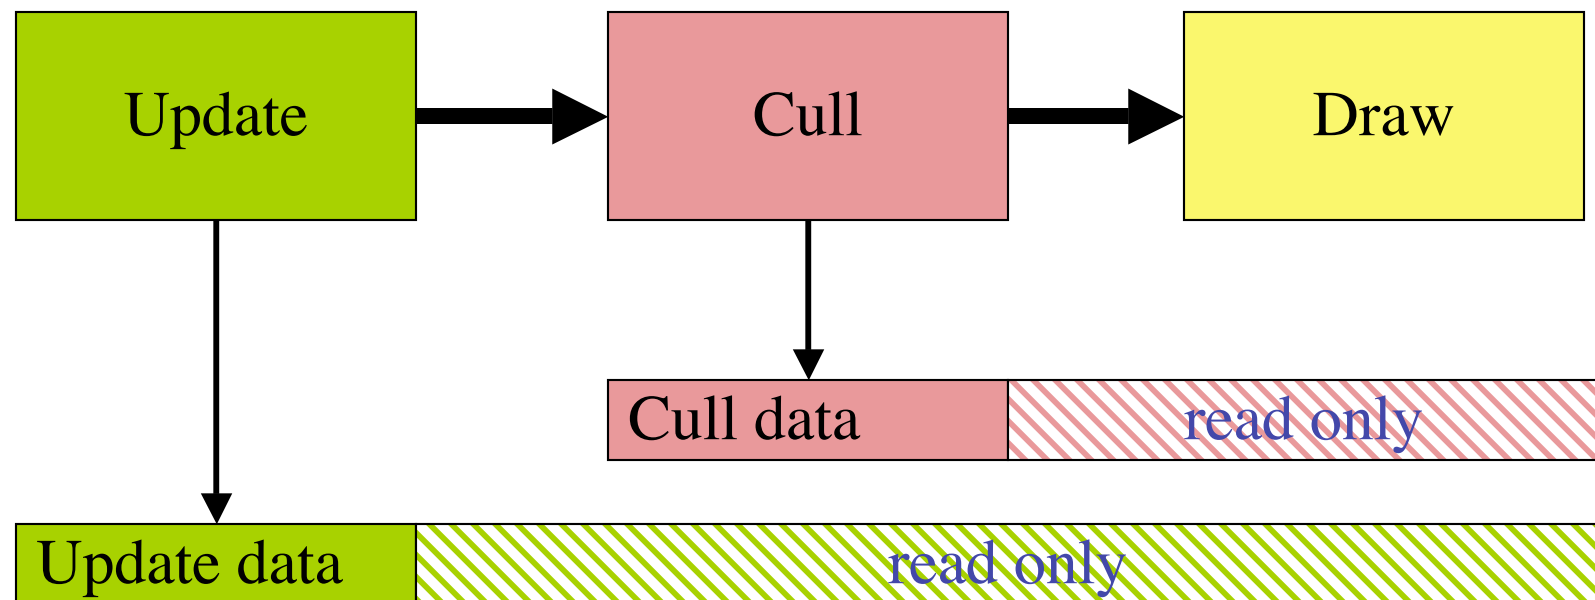 Update
Cull
Draw
Cull data
read only
Update data
read only